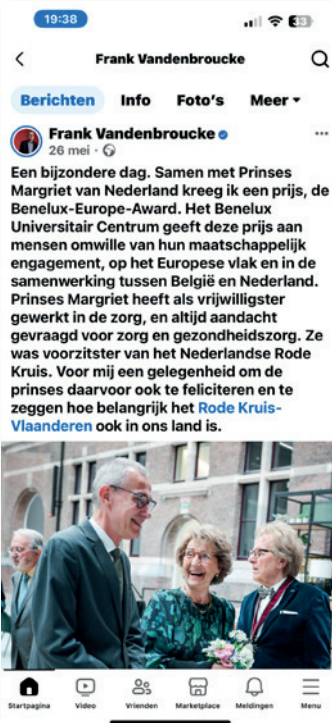 19:38
33
Frank Vandenbroucke
Berichten Info Foto's Meer
Frank Vandenbroucke
26 mei ·
Een bijzondere dag. Samen met Prinses
Margriet van Nederland kreeg ik een prijs, de
Benelux-Europe-Award. Het Benelux
Universitair Centrum geeft deze prijs aan
mensen omwille van hun maatschappelijk
engagement, op het Europese vlak en in de
samenwerking tussen België en Nederland.
Prinses Margriet heeft als vrijwilligster
gewerkt in de zorg, en altijd aandacht
gevraagd voor zorg en gezondheidszorg. Ze
was voorzitster van het Nederlandse Rode
Kruis. Voor mij een gelegenheid om de
prinses daarvoor ook te feliciteren en te
zeggen hoe belangrijk het Rode Kruis-
Vlaanderen ook in ons land is.
Startpagina Video Vrienden Marketplace Meldingen Menu